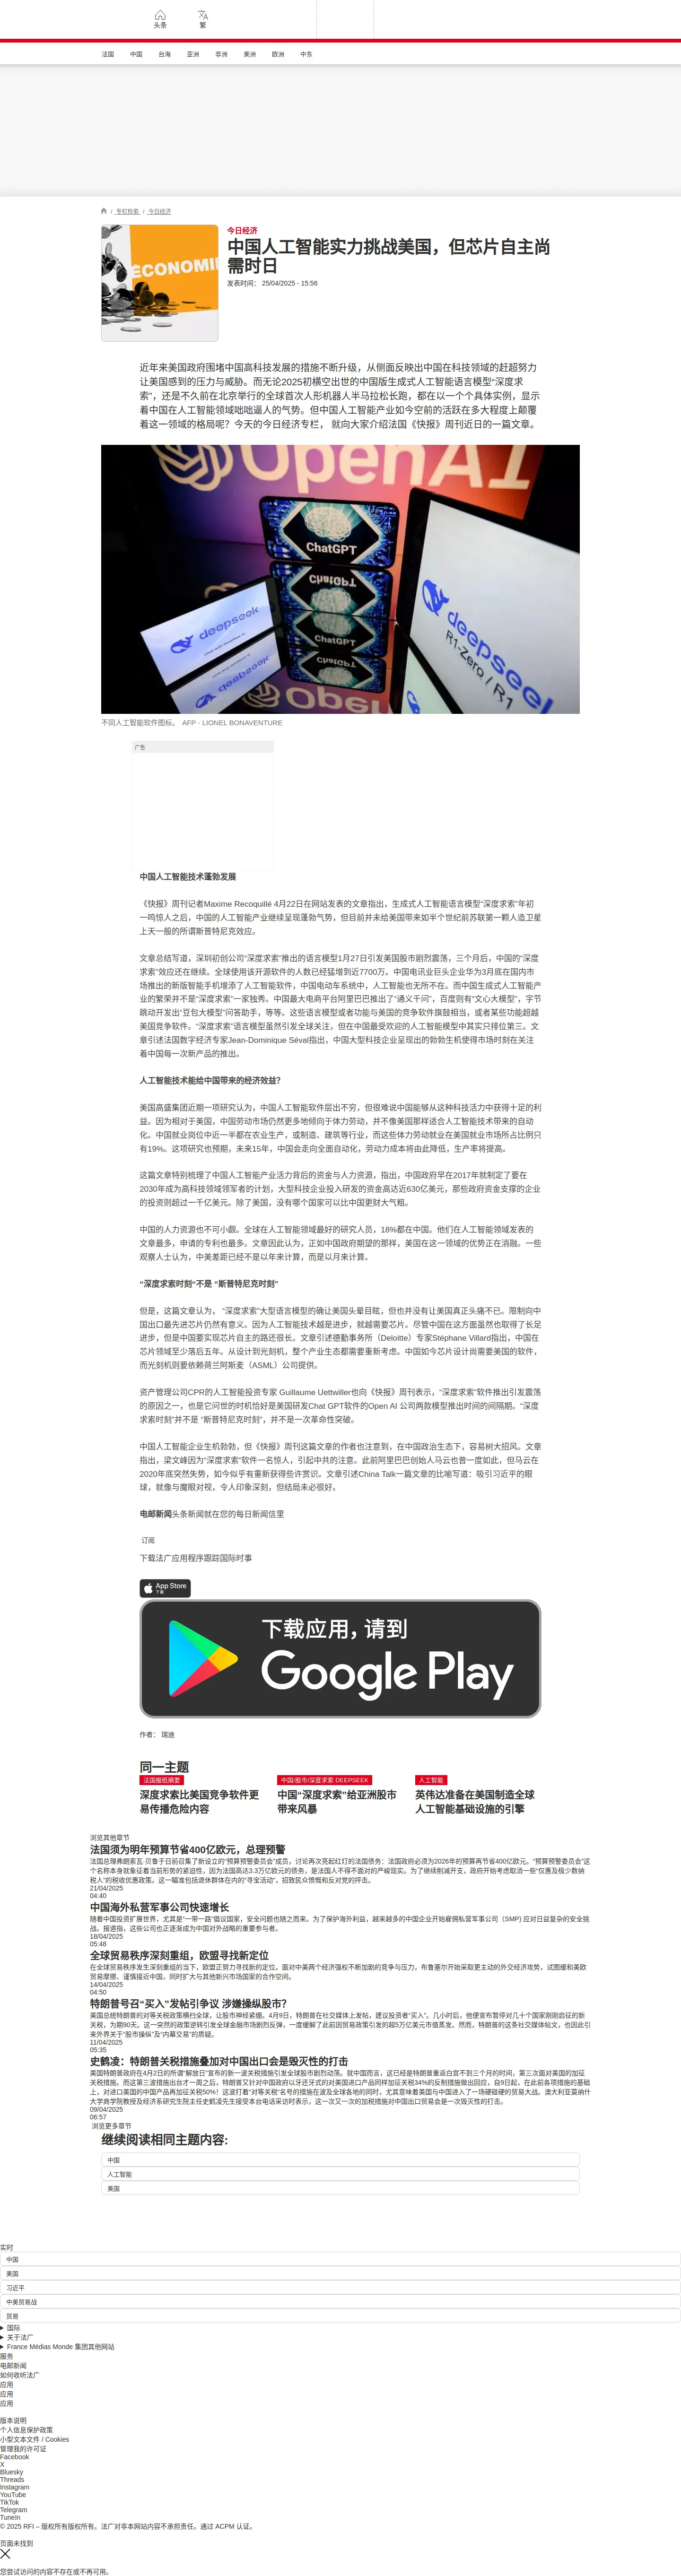 头条
繁
法国 中国 台海 亚洲 非洲 美洲 欧洲 中东
/ 专栏检索 / 今日经济
ECONOMIE
今日经济
中国人工智能实力挑战美国，但芯片自主尚
需时日
发表时间： 25/04/2025 - 15:56
近年来美国政府围堵中国高科技发展的措施不断升级，从侧面反映出中国在科技领域的赶超努力
让美国感到的压力与威胁。而无论2025初横空出世的中国版生成式人工智能语言模型“深度求
索"，还是不久前在北京举行的全球首次人形机器人半马拉松长跑，都在以一个个具体实例，显示
着中国在人工智能领域咄咄逼人的气势。但中国人工智能产业如今空前的活跃在多大程度上颠覆
着这一领域的格局呢？今天的今日经济专栏， 就向大家介绍法国《快报》周刊近日的一篇文章。
OpenAI
ChatGPT
ChatGPT
deepseek
deepseek
R1-Zero / R1
不同人工智能软件图标。 AFP - LIONEL BONAVENTURE
广告
中国人工智能技术蓬勃发展
《快报》周刊记者Maxime Recoquillé 4月22日在网站发表的文章指出，生成式人工智能语言模型“深度求索”年初
一鸣惊人之后，中国的人工智能产业继续呈现蓬勃气势，但目前并未给美国带来如半个世纪前苏联第一颗人造卫星
上天一般的所谓斯普特尼克效应。
文章总结写道，深圳初创公司“深度求索”推出的语言模型1月27日引发美国股市剧烈震荡，三个月后，中国的“深度
求索”效应还在继续。全球使用该开源软件的人数已经猛增到近7700万。中国电讯业巨头企业华为3月底在国内市
场推出的新版智能手机增添了人工智能软件，中国电动车系统中，人工智能也无所不在。而中国生成式人工智能产
业的繁荣并不是“深度求索”一家独秀。中国最大电商平台阿里巴巴推出了“通义千问”，百度则有“文心大模型”，字节
跳动开发出“豆包大模型”问答助手，等等。这些语言模型或者功能与美国的竞争软件旗鼓相当，或者某些功能超越
美国竞争软件。“深度求索”语言模型虽然引发全球关注，但在中国最受欢迎的人工智能模型中其实只排位第三。文
章引述法国数字经济专家Jean-Dominique Séval指出，中国大型科技企业呈现出的勃勃生机使得市场时刻在关注
着中国每一次新产品的推出。
人工智能技术能给中国带来的经济效益？
美国高盛集团近期一项研究认为，中国人工智能软件层出不穷，但很难说中国能够从这种科技活力中获得十足的利
益。因为相对于美国，中国劳动市场仍然更多地倾向于体力劳动，并不像美国那样适合人工智能技术带来的自动
化。中国就业岗位中近一半都在农业生产，或制造、建筑等行业，而这些体力劳动就业在美国就业市场所占比例只
有19%。这项研究也预期，未来15年，中国会走向全面自动化，劳动力成本将由此降低，生产率将提高。
这篇文章特别梳理了中国人工智能产业活力背后的资金与人力资源，指出，中国政府早在2017年就制定了要在
2030年成为高科技领域领军者的计划，大型科技企业投入研发的资金高达近630亿美元，那些政府资金支撑的企业
的投资则超过一千亿美元。除了美国，没有哪个国家可以比中国更财大气粗。
中国的人力资源也不可小觑。全球在人工智能领域最好的研究人员，18%都在中国。他们在人工智能领域发表的
文章最多，申请的专利也最多。文章因此认为，正如中国政府期望的那样，美国在这一领域的优势正在消融。一些
观察人士认为，中美差距已经不是以年来计算，而是以月来计算。
“深度求索时刻“不是 “斯普特尼克时刻”
但是，这篇文章认为， “深度求索”大型语言模型的确让美国头晕目眩，但也并没有让美国真正头痛不已。限制向中
国出口最先进芯片仍然有意义。因为人工智能技术越是进步，就越需要芯片。尽管中国在这方面虽然也取得了长足
进步，但是中国要实现芯片自主的路还很长。文章引述德勤事务所（Deloitte）专家Stéphane Villard指出，中国在
芯片领域至少落后五年。从设计到光刻机，整个产业生态都需要重新考虑。中国如今芯片设计尚需要美国的软件，
而光刻机则要依赖荷兰阿斯麦（ASML）公司提供。
资产管理公司CPR的人工智能投资专家 Guillaume Uettwiller也向《快报》周刊表示，“深度求索”软件推出引发震荡
的原因之一，也是它问世的时机恰好是美国研发Chat GPT软件的Open AI 公司两款模型推出时间的间隔期。“深度
求索时刻“并不是 “斯普特尼克时刻”，并不是一次革命性突破。
中国人工智能企业生机勃勃，但《快报》周刊这篇文章的作者也注意到，在中国政治生态下，容易树大招风。文章
指出，梁文峰因为“深度求索”软件一名惊人，引起中共的注意。此前阿里巴巴创始人马云也曾一度如此，但马云在
2020年底突然失势，如今似乎有重新获得些许赏识。文章引述China Talk一篇文章的比喻写道：吸引习近平的眼
球，就像与魔眼对视，令人印象深刻，但结局未必很好。
电邮新闻头条新闻就在您的每日新闻信里
订阅
下载法广应用程序跟踪国际时事
App Store
下载
下载应用，请到
Google Play
作者： 瑞迪
同一主题
法国报纸摘要
深度求索比美国竞争软件更
易传播危险内容
中国/股市/深度求索 DEEPSEEK
中国“深度求索”给亚洲股市
带来风暴
人工智能
英伟达准备在美国制造全球
人工智能基础设施的引擎
浏览其他章节
法国须为明年预算节省400亿欧元，总理预警
法国总理弗朗索瓦·贝鲁于日前召集了新设立的“预算预警委员会”成员，讨论再次亮起红灯的法国债务：法国政府必须为2026年的预算再节省400亿欧元。“预算预警委员会”这
个名称本身就象征着当前形势的紧迫性，因为法国高达3.3万亿欧元的债务，是法国人不得不面对的严峻现实。为了继续削减开支，政府开始考虑取消一些“仅惠及极少数纳
税人”的税收优惠政策。这一瞄准包括退休群体在内的“寻宝活动“，招致民众愤慨和反对党的抨击。
21/04/2025
04:40
中国海外私营军事公司快速增长
随着中国投资扩展世界，尤其是“一带一路”倡议国家，安全问题也随之而来。为了保护海外利益，越来越多的中国企业开始雇佣私营军事公司（SMP) 应对日益复杂的安全挑
战。报道指，这些公司也正逐渐成为中国对外战略的重要参与者。
18/04/2025
05:48
全球贸易秩序深刻重组，欧盟寻找新定位
在全球贸易秩序发生深刻重组的当下，欧盟正努力寻找新的定位。面对中美两个经济强权不断加剧的竞争与压力，布鲁塞尔开始采取更主动的外交经济攻势，试图缓和美欧
贸易摩擦、谨慎接近中国，同时扩大与其他新兴市场国家的合作空间。
14/04/2025
04:50
特朗普号召“买入”发帖引争议 涉嫌操纵股市？
美国总统特朗普的对等关税政策横扫全球，让股市神经紧绷。4月9日，特朗普在社交媒体上发帖，建议投资者“买入”。几小时后，他便宣布暂停对几十个国家刚刚启征的新
关税，为期90天。这一突然的政策逆转引发全球金融市场剧烈反弹，一度缓解了此前因贸易政策引发的超5万亿美元市值蒸发。然而，特朗普的这条社交媒体帖文，也因此引
来外界关于“股市操纵”及“内幕交易”的质疑。
11/04/2025
05:35
史鹤凌：特朗普关税措施叠加对中国出口会是毁灭性的打击
美国特朗普政府在4月2日的所谓“解放日”宣布的新一波关税措施引发全球股市剧烈动荡。就中国而言，这已经是特朗普重返白宫不到三个月的时间，第三次面对美国的加征
关税措施。而这第三波措施出台才一周之后，特朗普又针对中国政府以牙还牙式的对美国进口产品同样加征关税34%的反制措施做出回应，自9日起，在此前各项措施的基础
上，对进口美国的中国产品再加征关税50%！这波打着”对等关税“名号的措施在波及全球各地的同时，尤其意味着美国与中国进入了一场硬碰硬的贸易大战。澳大利亚莫纳什
大学商学院教授及经济系研究生院主任史鹤凌先生接受本台电话采访时表示，这一次又一次的加税措施对中国出口贸易会是一次毁灭性的打击。
09/04/2025
06:57
浏览更多章节
继续阅读相同主题内容:
中国
人工智能
美国
实时
中国
美国
习近平
中美贸易战
贸易
国际
关于法广
France Médias Monde 集团其他网站
服务
电邮新闻
如何收听法广
应用
应用
应用
版本说明
个人信息保护政策
小型文本文件 / Cookies
管理我的许可证
Facebook
X
Bluesky
Threads
Instagram
YouTube
TikTok
Telegram
TuneIn
© 2025 RFI – 版权所有版权所有。法广对非本网站内容不承担责任。通过 ACPM 认证。
页面未找到
您尝试访问的内容不存在或不再可用。